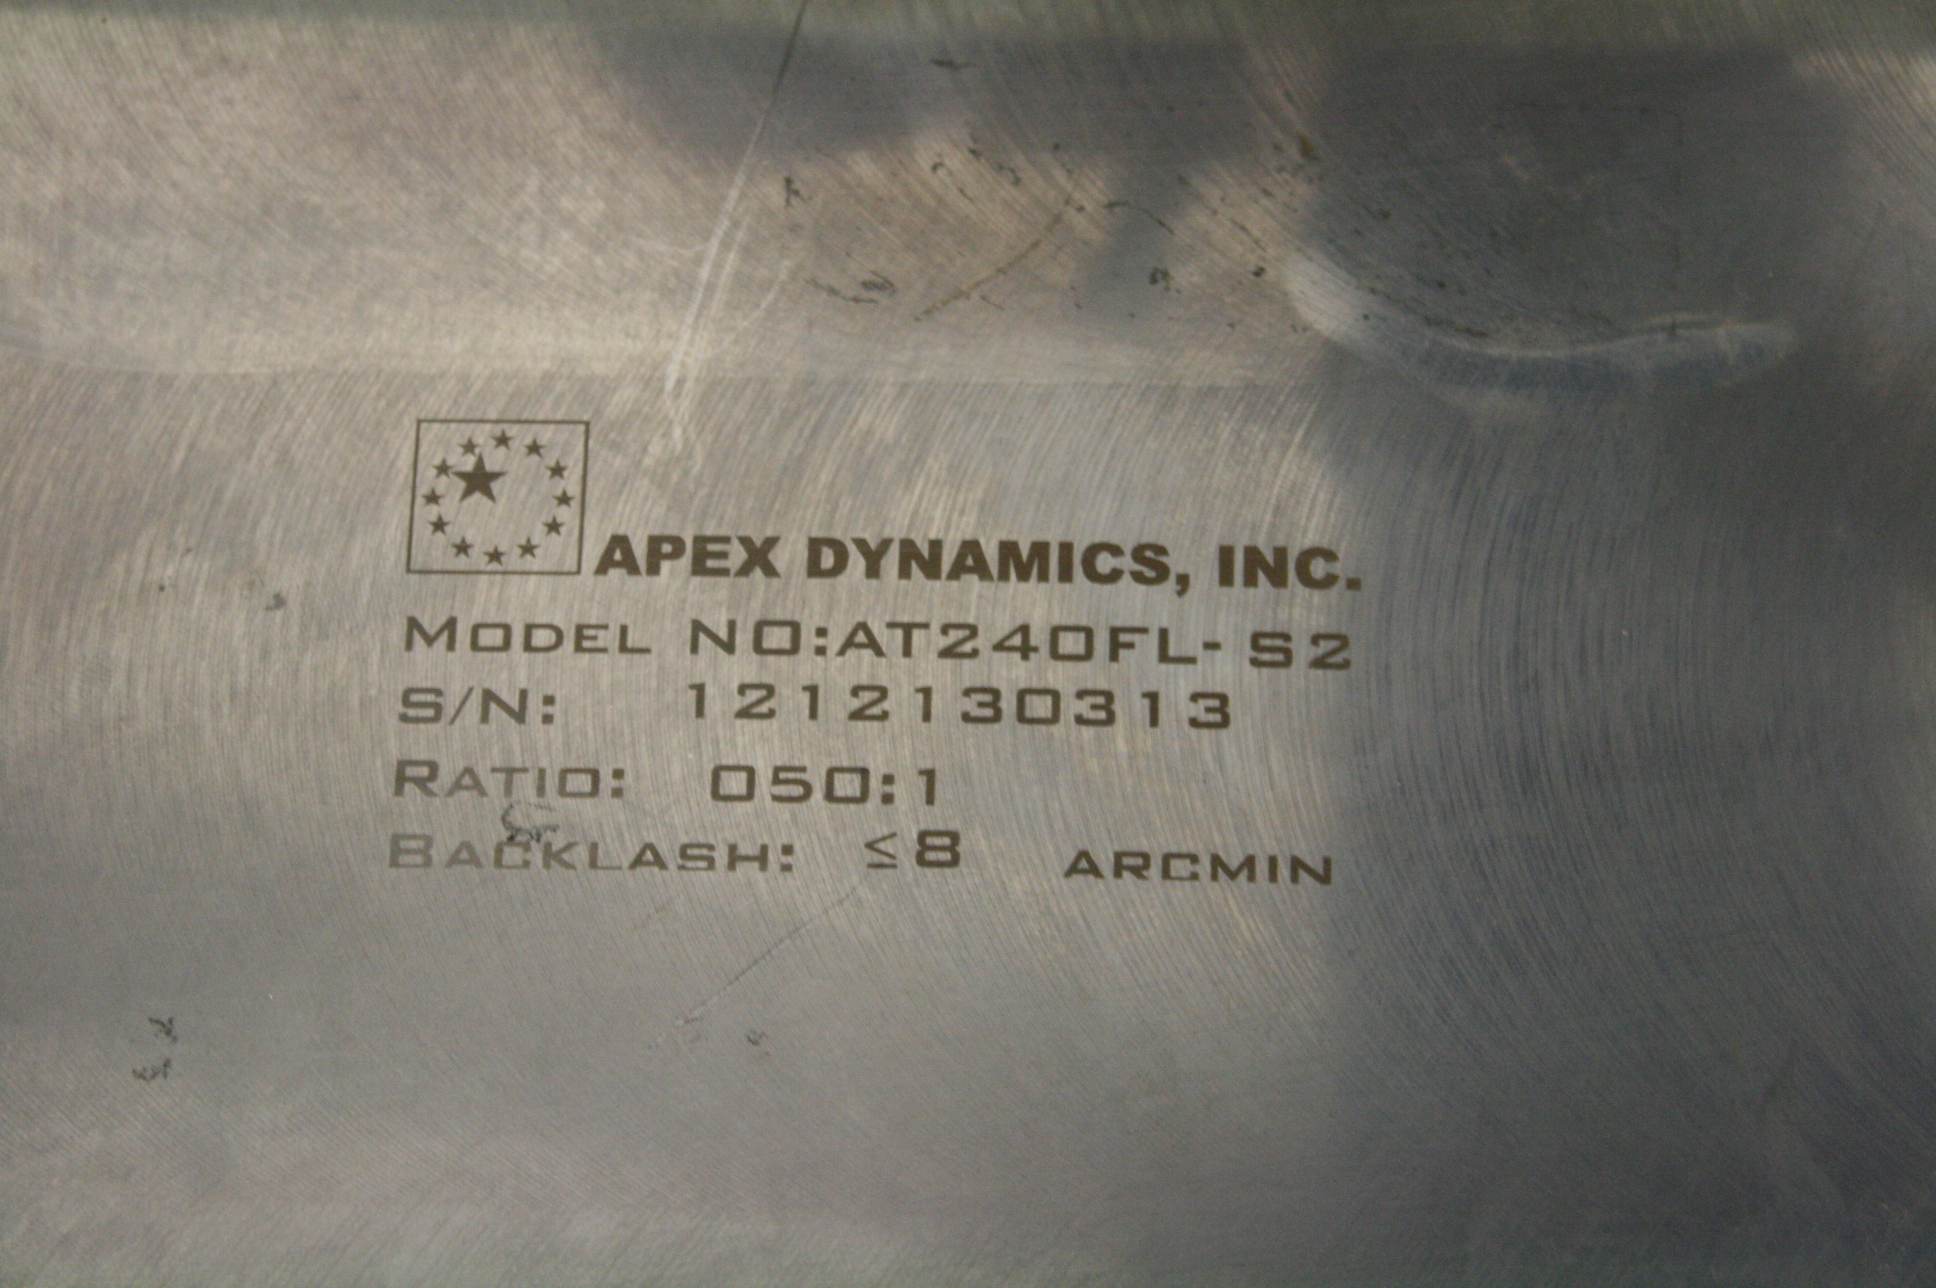 APEX DYNAMICS, INC.
MODEL NO:AT240FL-S2
S/N: 1212130313
RATIO: 050:1
BACKLASH: ≤8 ARCMIN